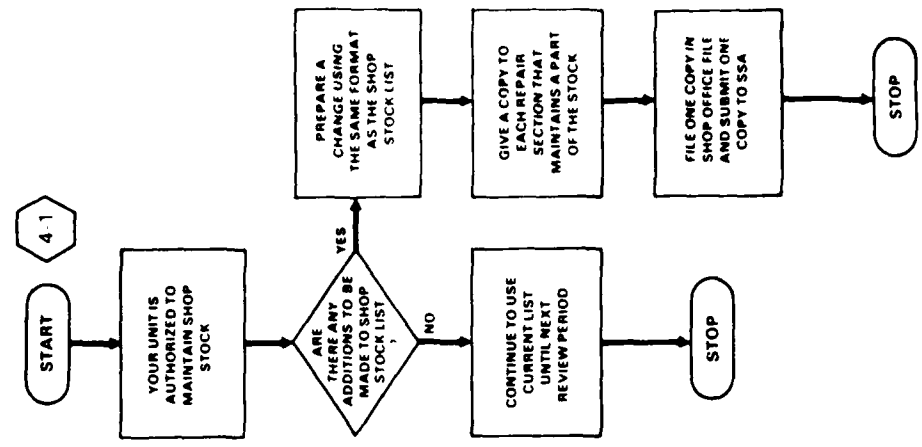 4-1
START
YOUR UNIT IS
AUTHORIZED TO
MAINTAIN SHOP
STOCK
ARE
THERE ANY
ADDITIONS TO BE
MADE TO SHOP
STOCK LIST
,
YES
NO
PREPARE A
CHANGE USING
THE SAME FORMAT
AS THE SHOP
STOCK LIST
GIVE A COPY TO
EACH REPAIR
SECTION THAT
MAINTAINS A PART
OF THE STOCK
FILE ONE COPY IN
SHOP OFFICE FILE
AND SUBMIT ONE
COPY TO SSA
STOP
CONTINUE TO USE
CURRENT LIST
UNTIL NEXT
REVIEW PERIOD
STOP